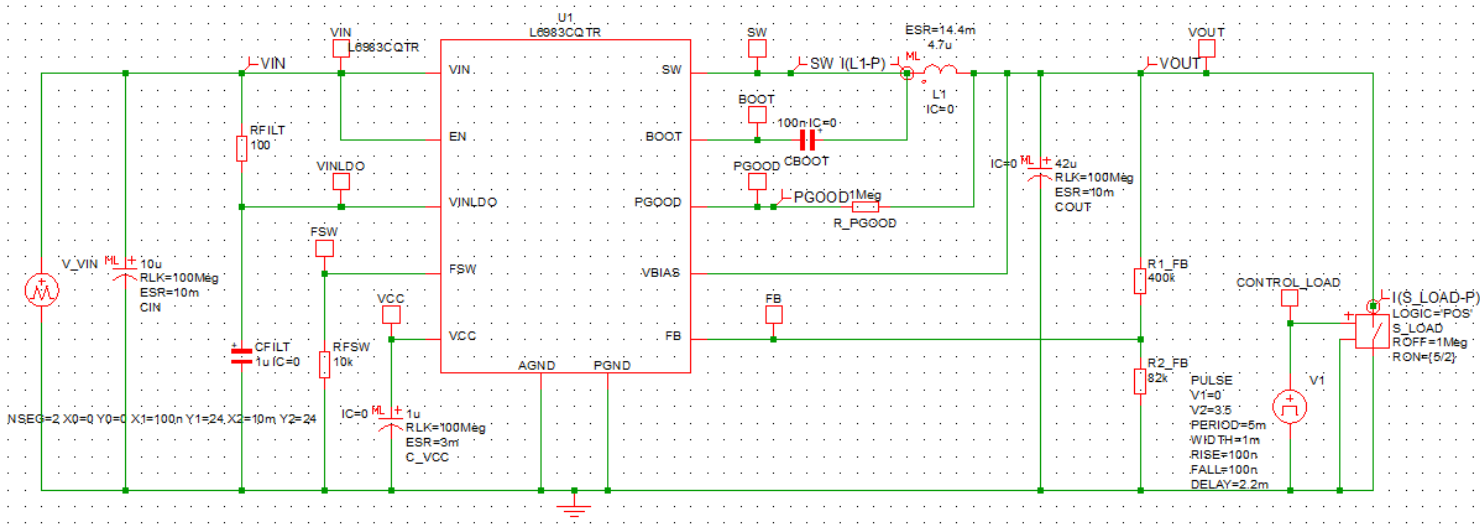 U1
L6983CQTR
VIN
L6983CQTR
VIN
VIN
SW
SW
SW
I(L1-P)
ESR=14.4m
4.7u
ML
L1
IC=0
VOUT
VOUT
RFILT
100
EN
BOOT
BOOT
100n IC=0
CBOOT
VINLDO
VINLDO
PGOOD
PGOOD
PGOOD
1Meg
R_PGOOD
IC=0
ML
42u
RLK=100Meg
ESR=10m
COUT
V_VIN
ML
10u
RLK=100Meg
ESR=10m
CIN
FSW
FSW
VBIAS
R1_FB
400k
CONTROL_LOAD
I(S_LOAD-P)
LOGIC='POS'
S_LOAD
ROFF=1Meg
RON={5/2}
VCC
VCC
FB
FB
CFILT
1u IC=0
RFSW
10k
AGND
PGND
R2_FB
82k
PULSE
V1=0
V2=3.5
PERIOD=5m
WIDTH=1m
RISE=100n
FALL=100n
DELAY=2.2m
V1
NSEG=2 X0=0 Y0=0 X1=100n Y1=24 X2=10m Y2=24
IC=0
ML
1u
RLK=100Meg
ESR=3m
C_VCC